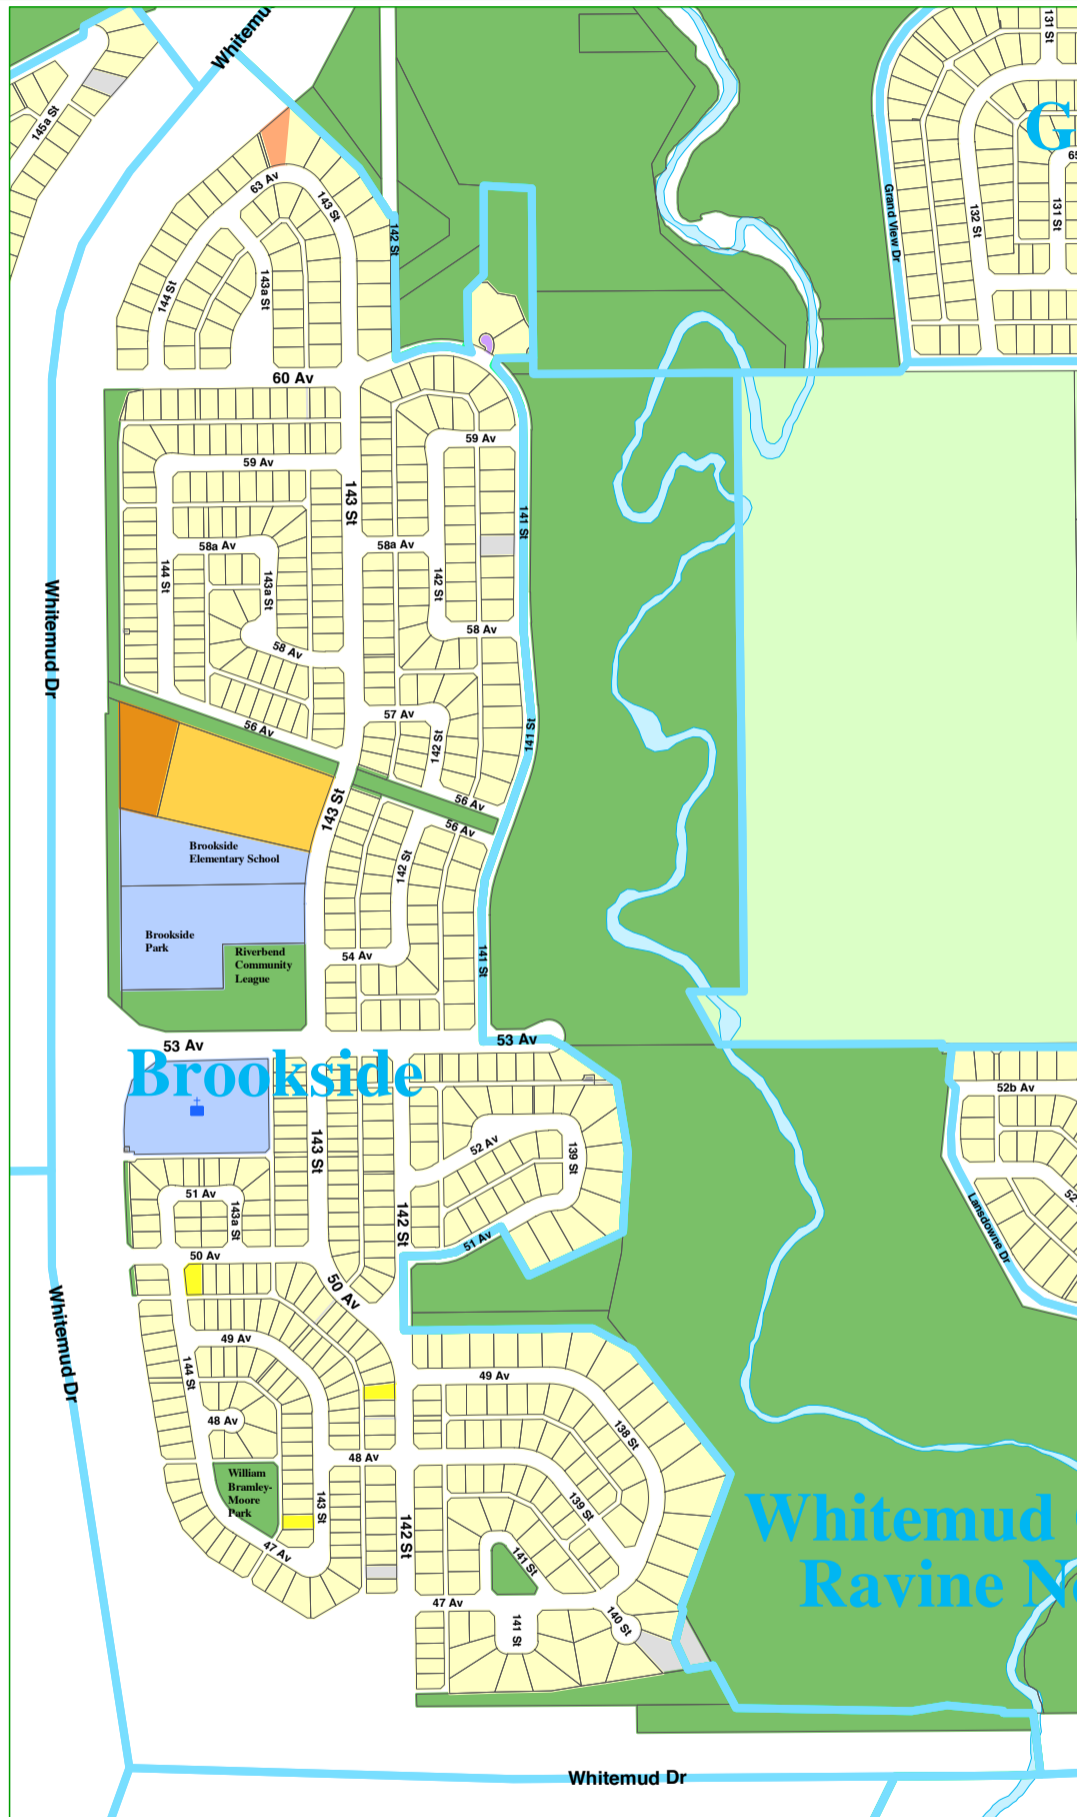 Whitemu
131 St
G
145a St
65
63 Av
143 St
Grand View Dr
132 St
131 St
142 St
144 St
143a St
60 Av
59 Av
59 Av
143 St
141 St
58a Av
58a Av
144 St
143a St
142 St
Whitemud Dr
58 Av
58 Av
57 Av
56 Av
142 St
141 St
143 St
56 Av
56 Av
Brookside
Elementary School
142 St
Brookside
Park
Riverbend
Community
League
54 Av
141 St
53 Av
53 Av
Brookside
52b Av
143 St
52 Av
139 St
51 Av
143a St
142 St
52
Lansdowne Dr
50 Av
51 Av
50 Av
Whitemud Dr
49 Av
144 St
49 Av
48 Av
138 St
48 Av
William
Bramley-
Moore
Park
143 St
139 St
Whitemud
142 St
47 Av
141 St
Ravine N
47 Av
141 St
140 St
Whitemud Dr